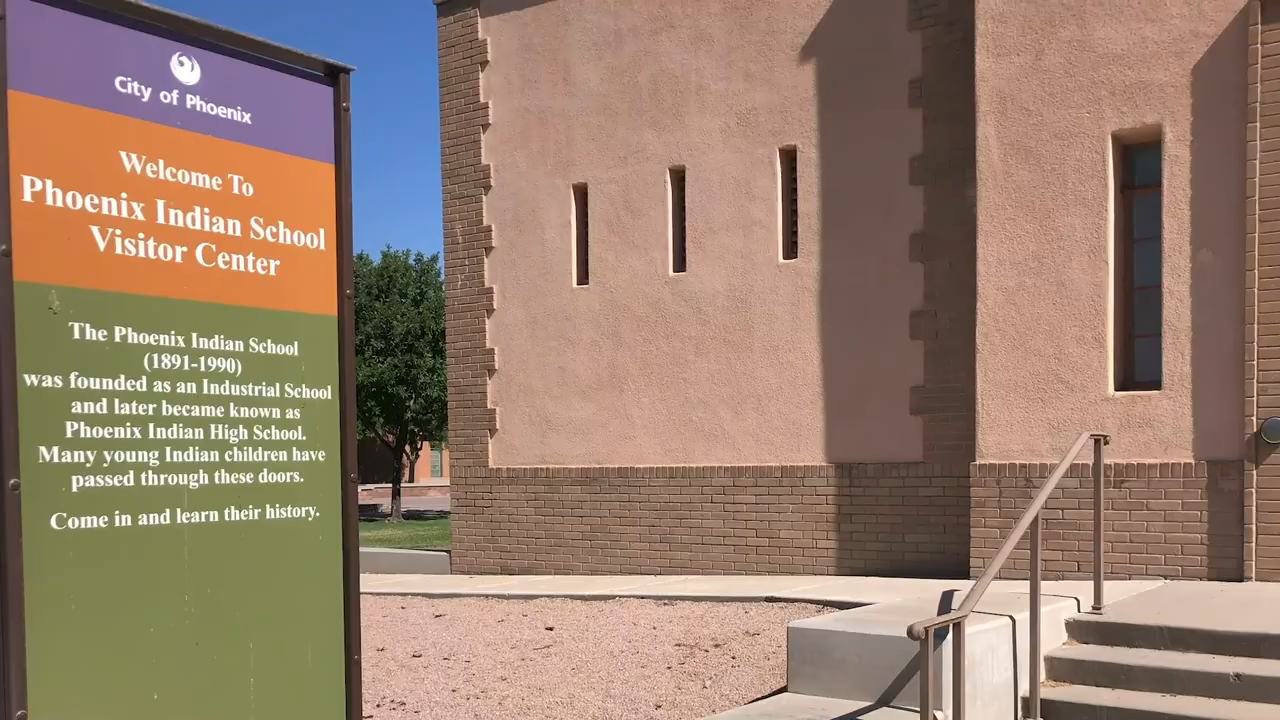 City of Phoenix
Welcome To
Phoenix Indian School
Visitor Center
The Phoenix Indian School
(1891-1990)
was founded as an Industrial School
and later became known as
Phoenix Indian High School.
Many young Indian children have
passed through these doors.
Come in and learn their history.